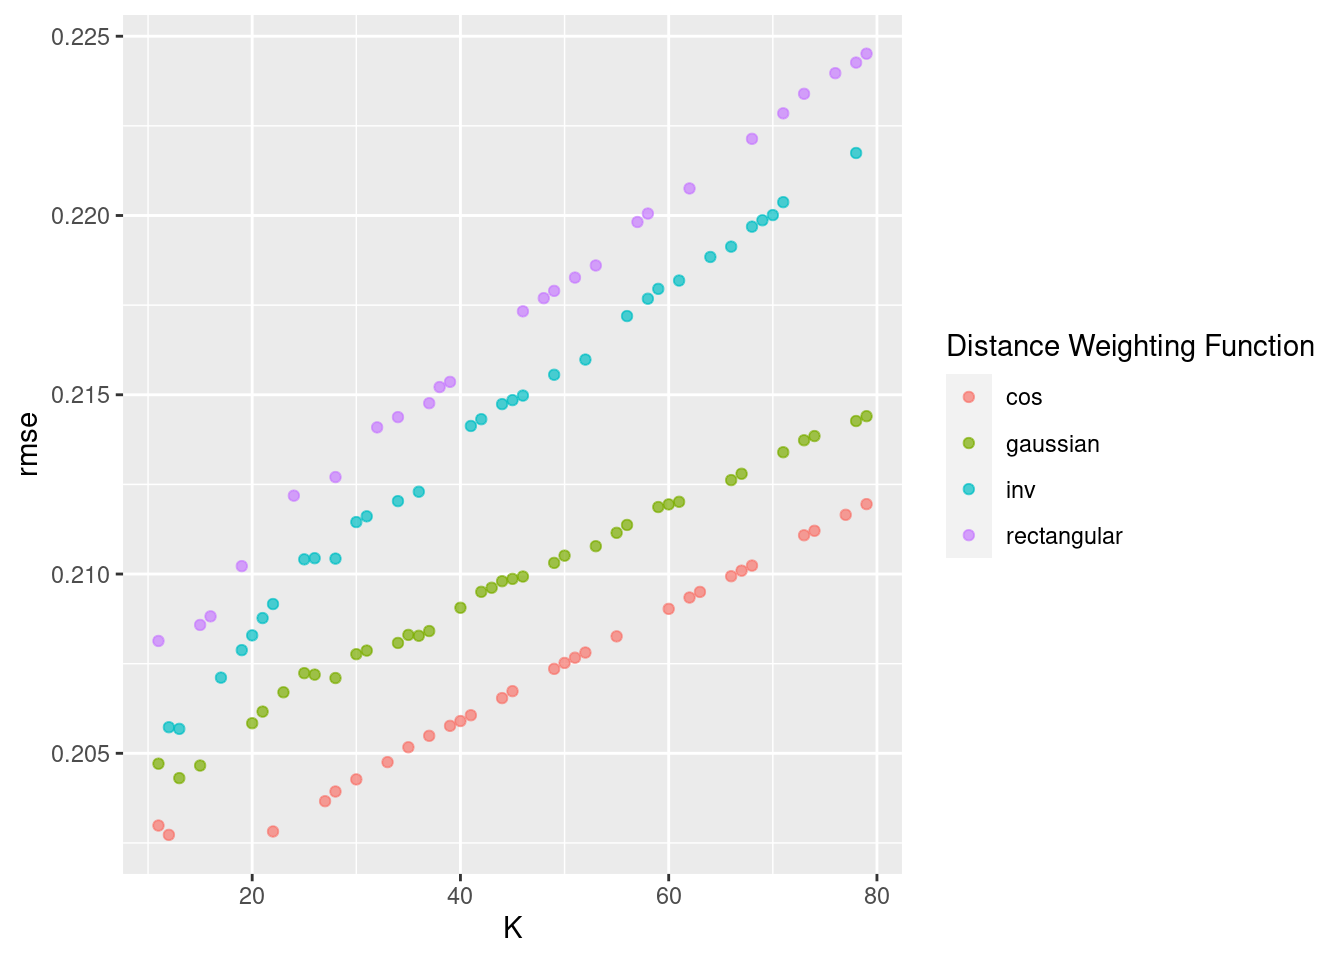 0.225
0.220
0.215
0.210
0.205
rmse
20 40 60 80
K
Distance Weighting Function
cos
gaussian
inv
rectangular